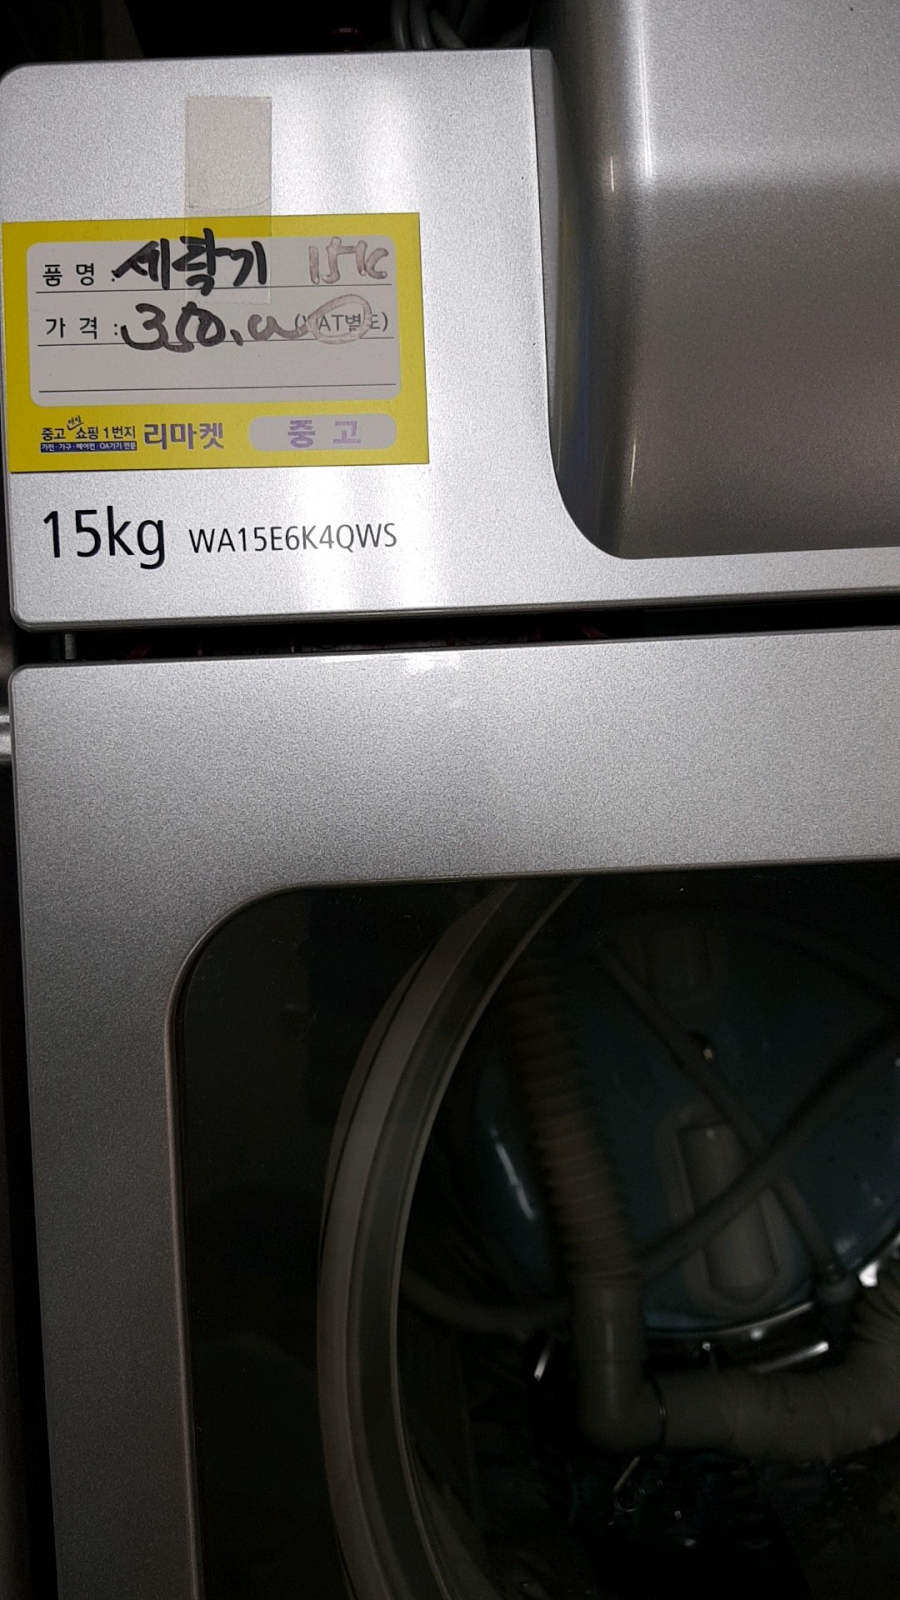 품 명 : 세탁기 15K
가 격 : 350.000 (VAT별도)
중고 쇼핑 1번지 리마켓 중 고
가전·가구·에어컨·OA기기 전문
15kg WA15E6K4QWS